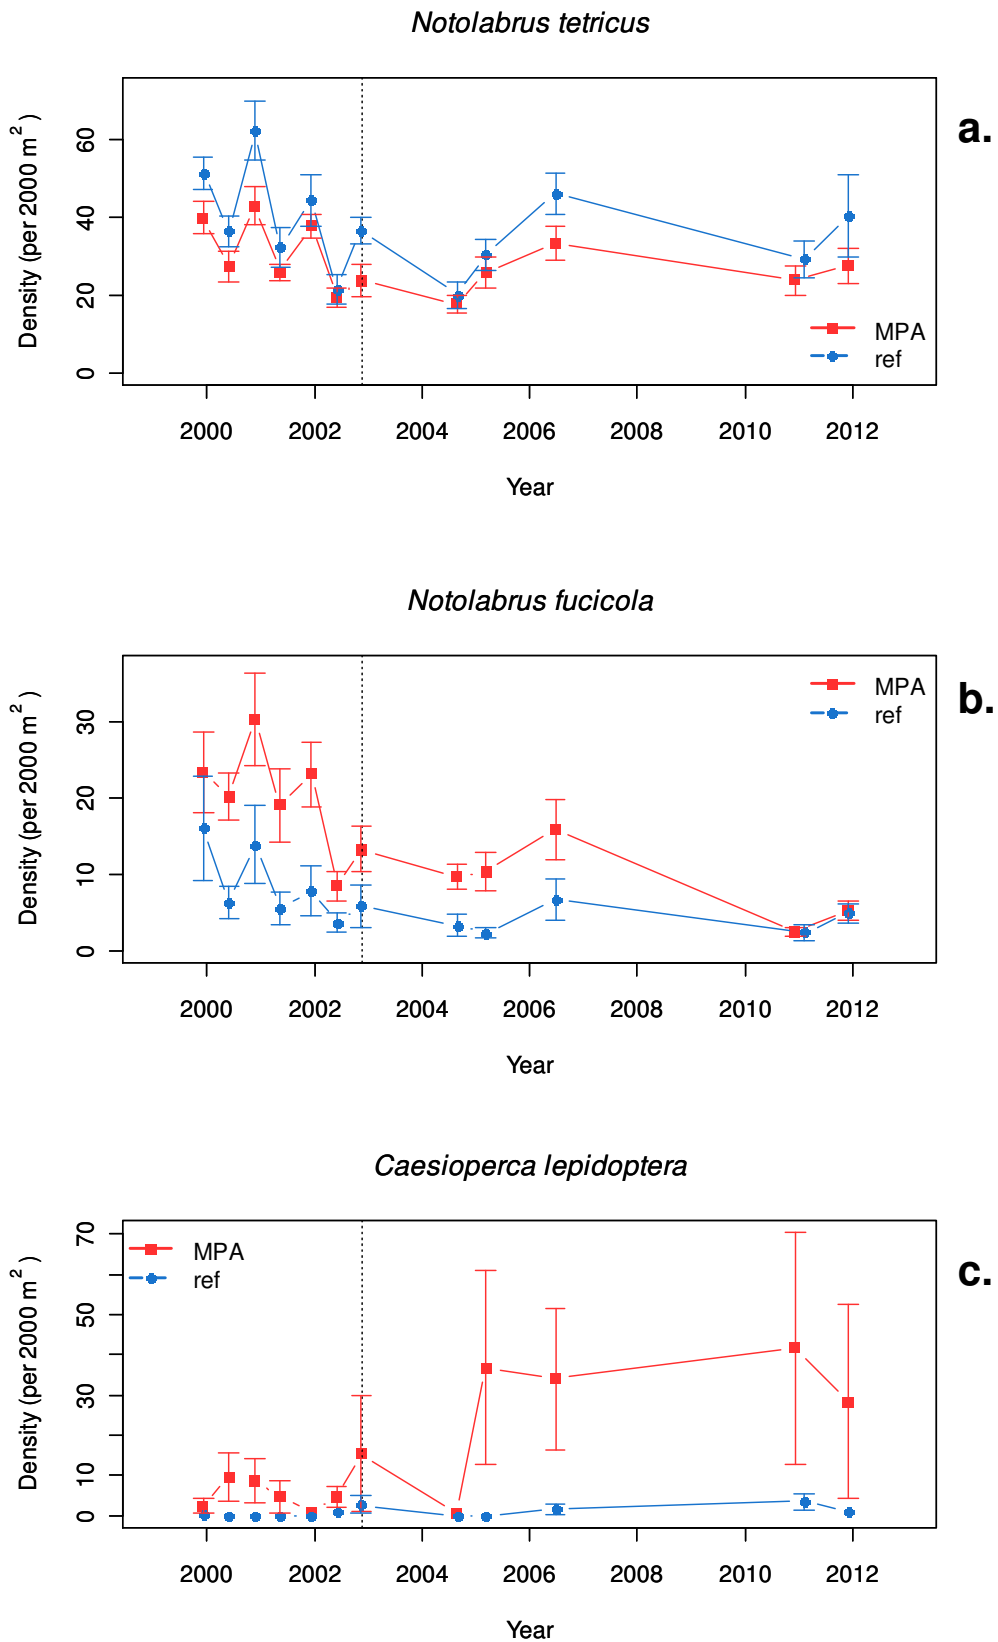 Notolabrus tetricus
a.
Density (per 2000 m²)
60
40
20
0
MPA
ref
2000 2002 2004 2006 2008 2010 2012
Year
Notolabrus fucicola
b.
Density (per 2000 m²)
30
20
10
0
MPA
ref
2000 2002 2004 2006 2008 2010 2012
Year
Caesioperca lepidoptera
c.
Density (per 2000 m²)
70
50
30
10
0
MPA
ref
2000 2002 2004 2006 2008 2010 2012
Year